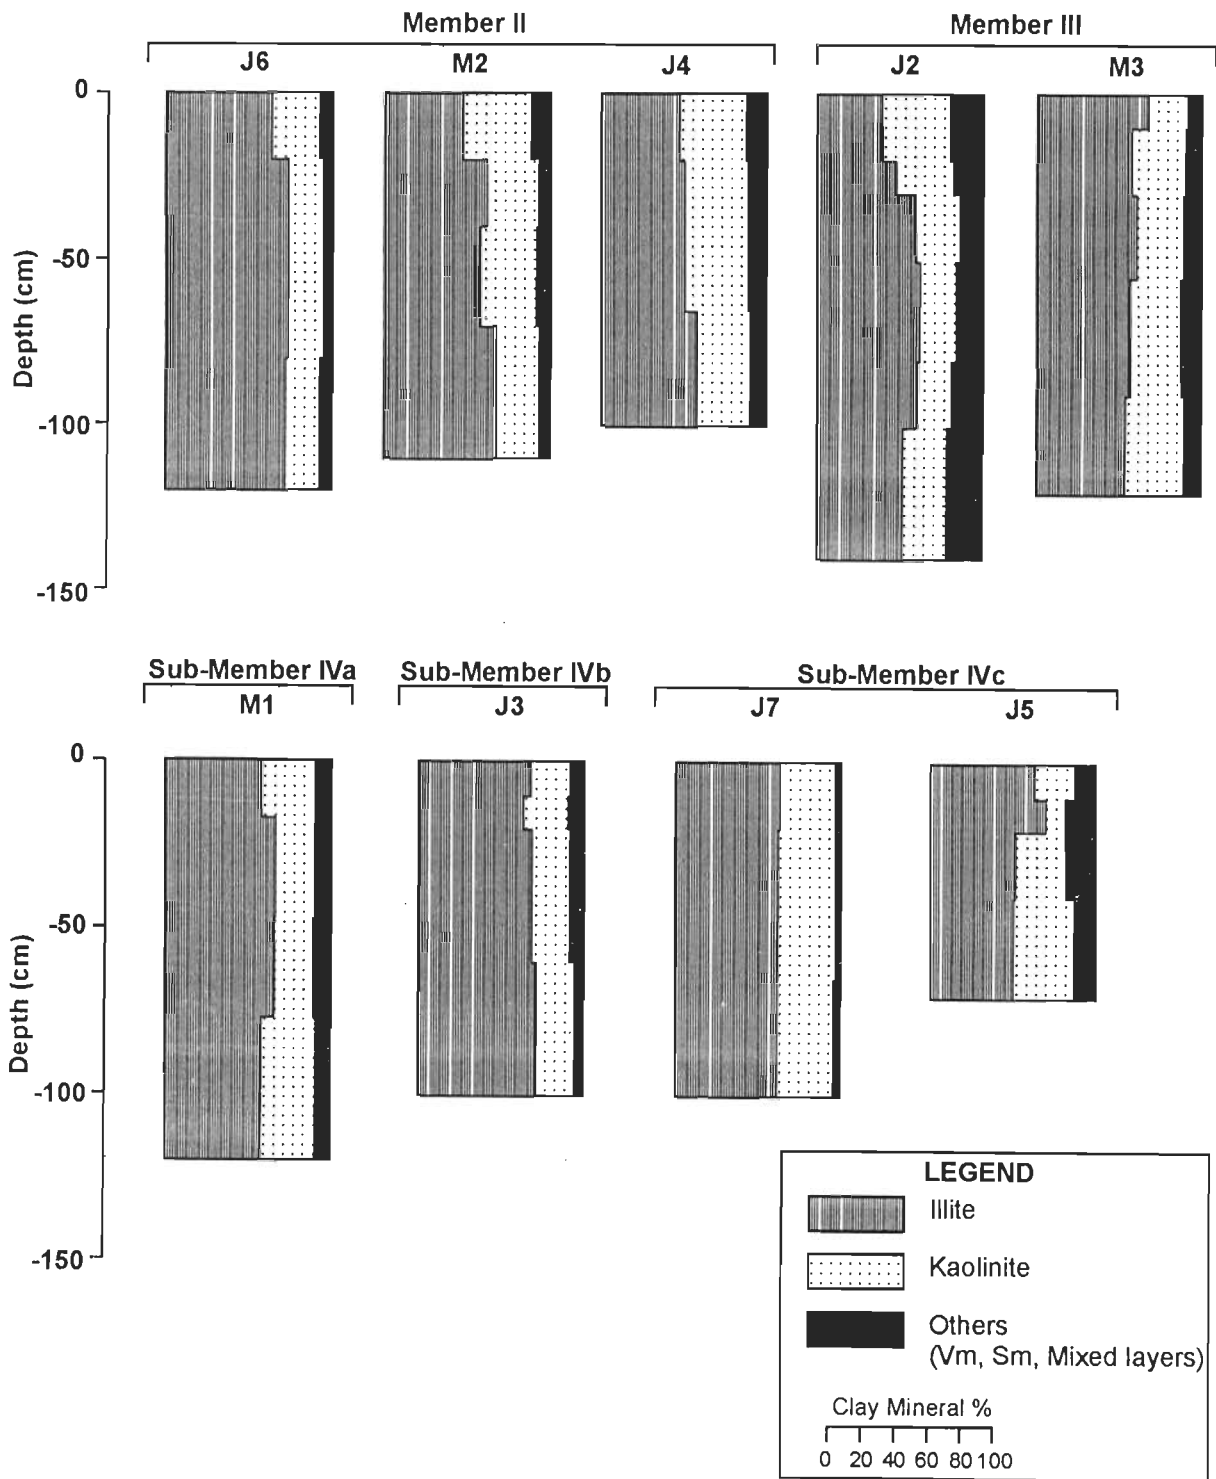 Member II
Member III
J6
M2
J4
J2
M3
0
-50
-100
-150
Depth (cm)
Sub-Member IVa
Sub-Member IVb
Sub-Member IVc
M1
J3
J7
J5
0
-50
-100
-150
Depth (cm)
LEGEND
Illite
Kaolinite
Others
(Vm, Sm, Mixed layers)
Clay Mineral %
0 20 40 60 80 100